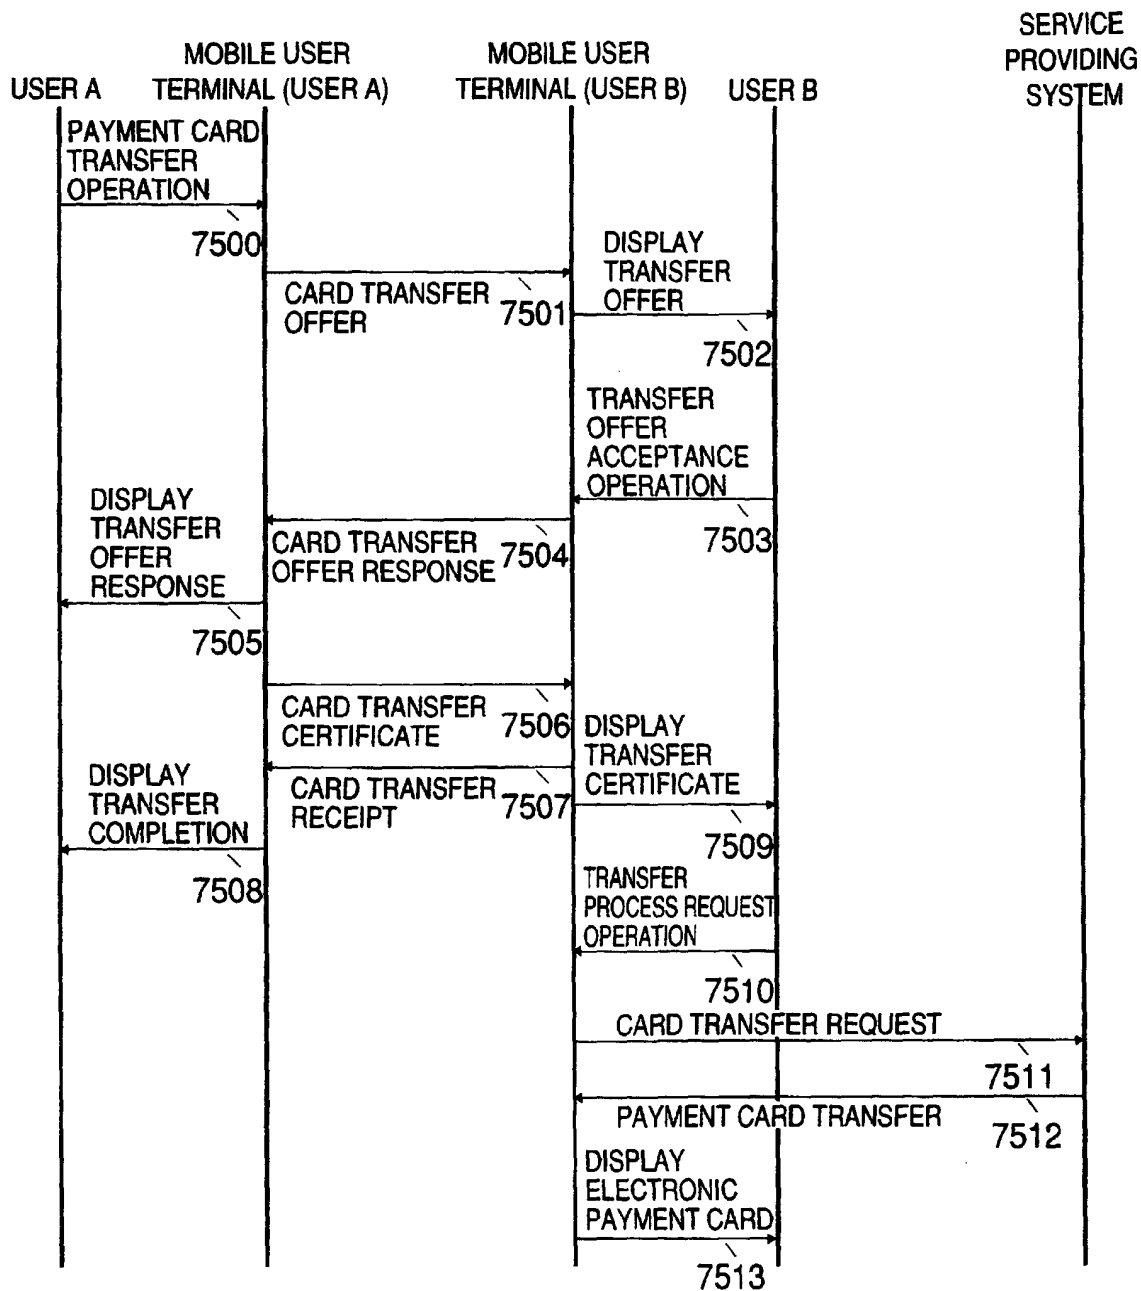 SERVICE
PROVIDING
SYSTEM
MOBILE USER
TERMINAL (USER A)
MOBILE USER
TERMINAL (USER B)
USER A
USER B
PAYMENT CARD
TRANSFER
OPERATION
7500
CARD TRANSFER
OFFER
7501
DISPLAY
TRANSFER
OFFER
7502
TRANSFER
OFFER
ACCEPTANCE
OPERATION
7503
CARD TRANSFER
OFFER RESPONSE
7504
DISPLAY
TRANSFER
OFFER
RESPONSE
7505
CARD TRANSFER
CERTIFICATE
7506
CARD TRANSFER
RECEIPT
7507
DISPLAY
TRANSFER
CERTIFICATE
7509
DISPLAY
TRANSFER
COMPLETION
7508
TRANSFER
PROCESS REQUEST
OPERATION
7510
CARD TRANSFER REQUEST
7511
PAYMENT CARD TRANSFER
7512
DISPLAY
ELECTRONIC
PAYMENT CARD
7513